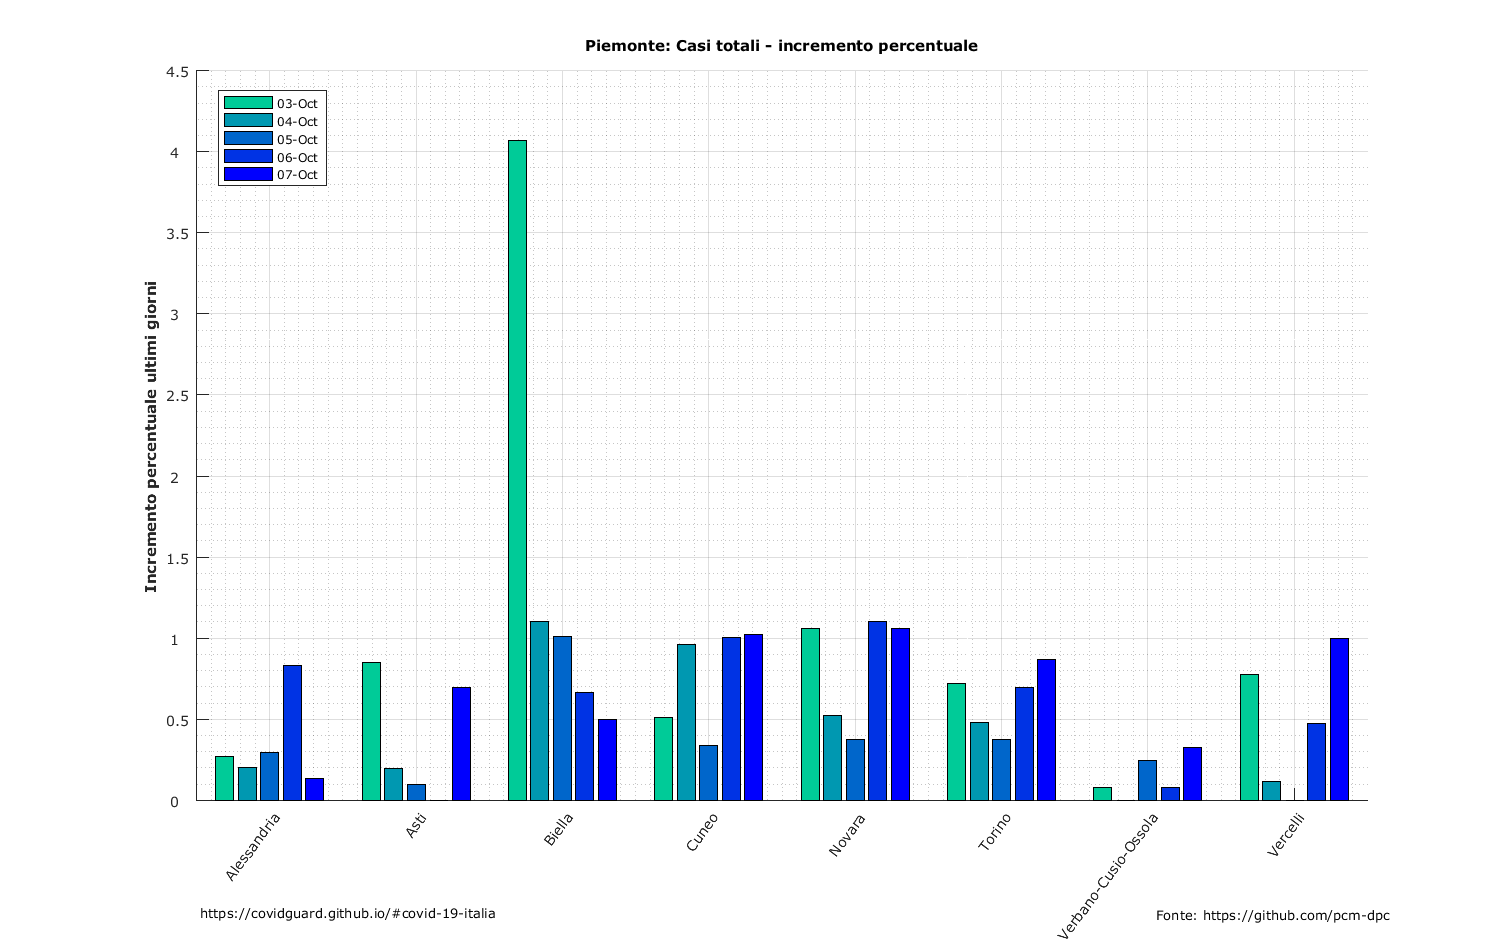 Piemonte: Casi totali - incremento percentuale
4.5
4
3.5
3
2.5
2
1.5
1
0.5
0
Incremento percentuale ultimi giorni
03-Oct
04-Oct
05-Oct
06-Oct
07-Oct
Alessandria
Asti
Biella
Cuneo
Novara
Torino
Verbano-Cusio-Ossola
Vercelli
https://covidguard.github.io/#covid-19-italia
Fonte: https://github.com/pcm-dpc